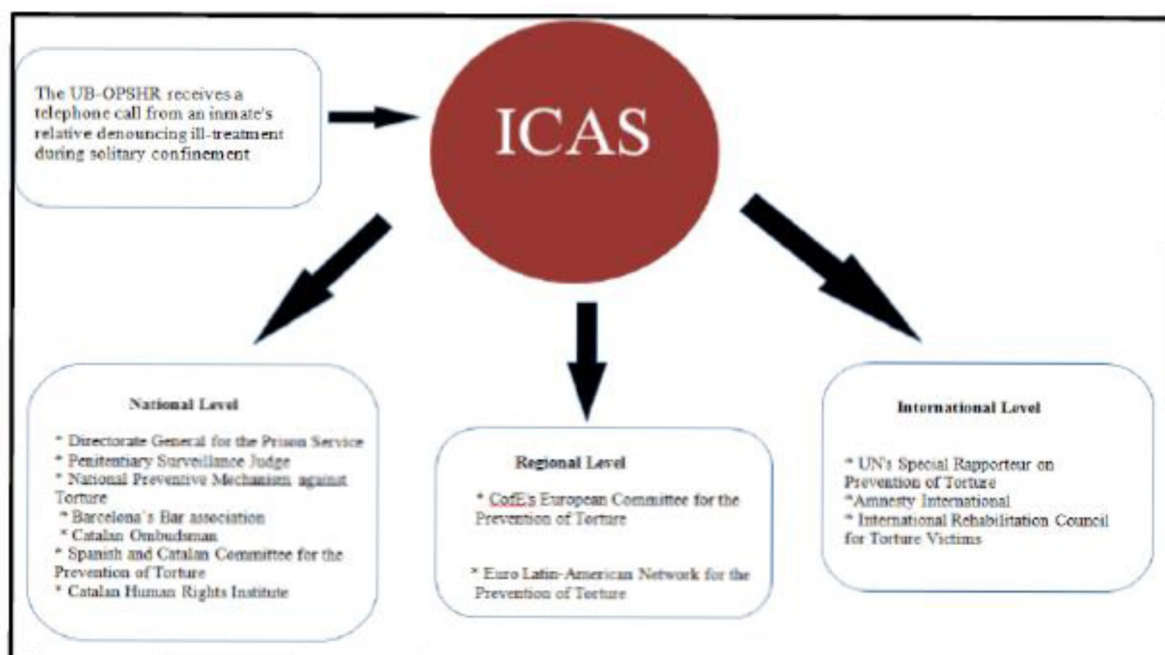 The UB-OPSHR receives a
telephone call from an inmate's
relative denouncing ill-treatment
during solitary confinement
ICAS
National Level
* Directorate General for the Prison Service
* Penitentiary Surveillance Judge
* National Preventive Mechanism against
Torture
* Barcelona's Bar association
* Catalan Ombudsman
* Spanish and Catalan Committee for the
Prevention of Torture
* Catalan Human Rights Institute
Regional Level
* CofE's European Committee for the
Prevention of Torture
* Euro Latin-American Network for the
Prevention of Torture
International Level
* UN's Special Rapporteur on
Prevention of Torture
*Amnesty International
* International Rehabilitation Council
for Torture Victims